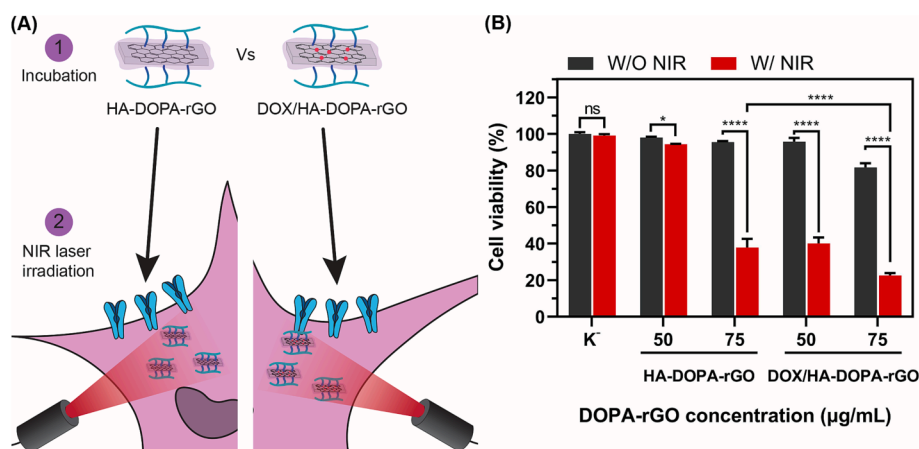 (A)
1
Incubation
HA-DOPA-rGO
Vs
DOX/HA-DOPA-rGO
2
NIR laser
irradiation
(B)
W/O NIR
W/ NIR
Cell viability (%)
120
100
80
60
40
20
0
ns
*
****
****
****
****
K⁻
50
75
50
75
HA-DOPA-rGO
DOX/HA-DOPA-rGO
DOPA-rGO concentration (µg/mL)